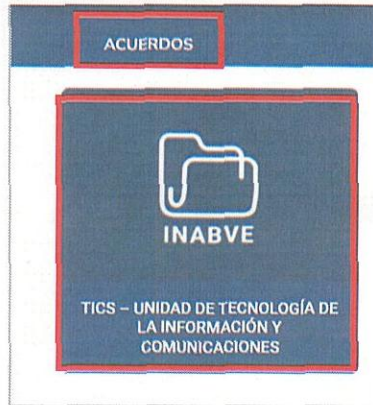 ACUERDOS
INABVE
TICS – UNIDAD DE TECNOLOGÍA DE
LA INFORMACIÓN Y
COMUNICACIONES